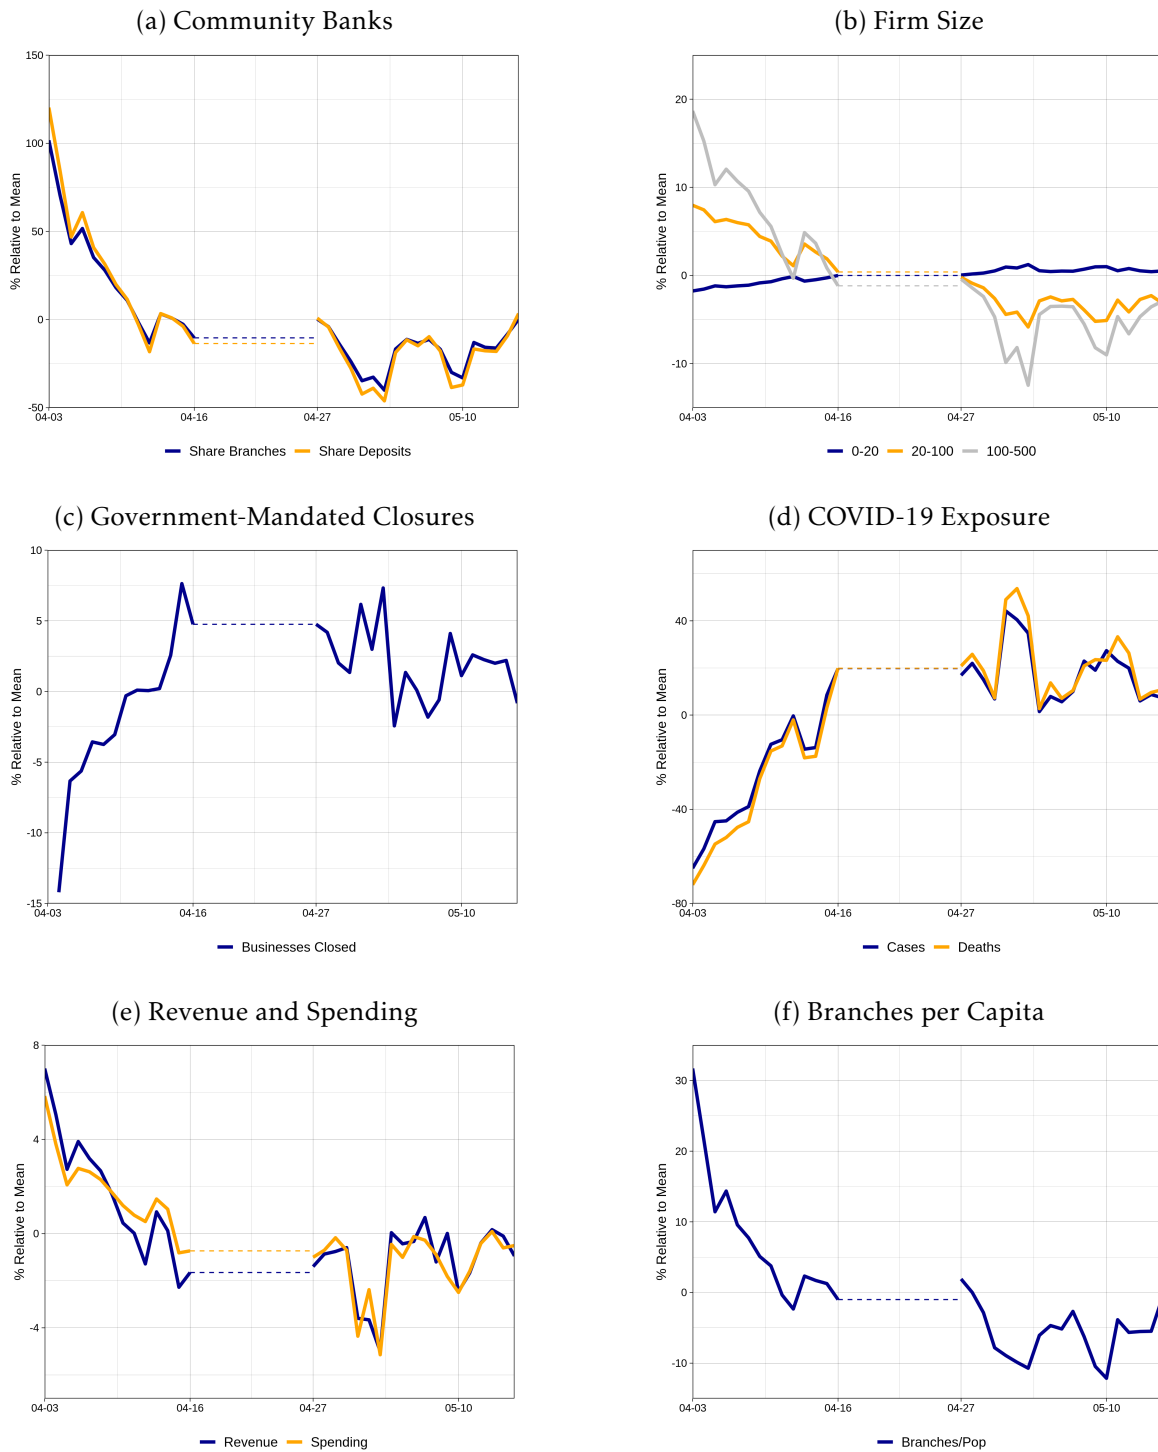 (a) Community Banks
% Relative to Mean
150
100
50
0
-50
04-03 04-16 04-27 05-10
Share Branches Share Deposits
(b) Firm Size
% Relative to Mean
20
10
0
-10
04-03 04-16 04-27 05-10
0-20 20-100 100-500
(c) Government-Mandated Closures
% Relative to Mean
10
5
0
-5
-10
-15
04-03 04-16 04-27 05-10
Businesses Closed
(d) COVID-19 Exposure
% Relative to Mean
40
0
-40
-80
04-03 04-16 04-27 05-10
Cases Deaths
(e) Revenue and Spending
% Relative to Mean
8
4
0
-4
04-03 04-16 04-27 05-10
Revenue Spending
(f) Branches per Capita
% Relative to Mean
30
20
10
0
-10
04-03 04-16 04-27 05-10
Branches/Pop